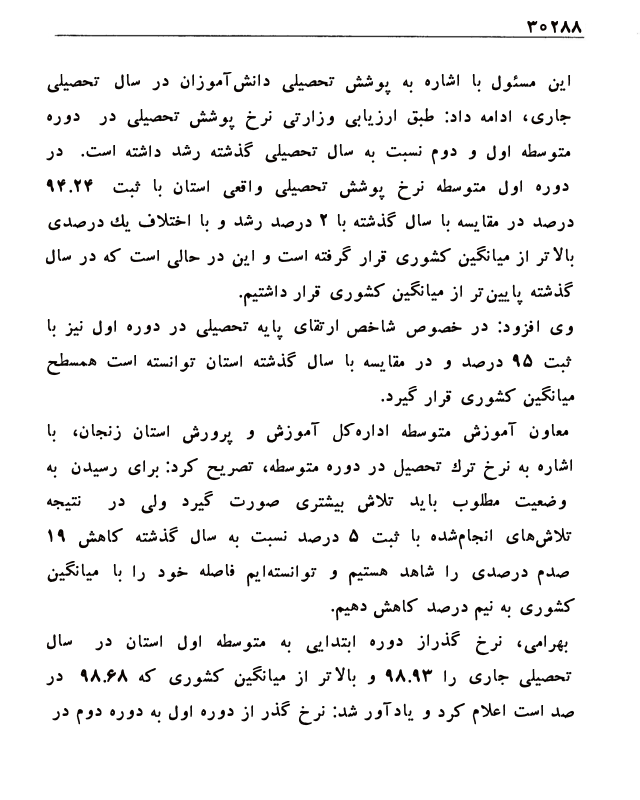 ۳۰۲۸۸
این مسئول با اشاره به پوشش تحصیلی دانش‌آموزان در سال تحصیلی
جاری، ادامه داد: طبق ارزیابی وزارتی نرخ پوشش تحصیلی در دوره
متوسطه اول و دوم نسبت به سال تحصیلی گذشته رشد داشته است. در
دوره اول متوسطه نرخ پوشش تحصیلی واقعی استان با ثبت ۹۴.۲۴
درصد در مقایسه با سال گذشته با ۲ درصد رشد و با اختلاف یك درصدی
بالاتر از میانگین کشوری قرار گرفته است و این در حالی است که در سال
گذشته پایین‌تر از میانگین کشوری قرار داشتیم.
وی افزود: در خصوص شاخص ارتقای پایه تحصیلی در دوره اول نیز با
ثبت ۹۵ درصد و در مقایسه با سال گذشته استان توانسته است همسطح
میانگین کشوری قرار گیرد.
معاون آموزش متوسطه اداره‌کل آموزش و پرورش استان زنجان، با
اشاره به نرخ ترك تحصیل در دوره متوسطه، تصریح کرد: برای رسیدن به
وضعیت مطلوب باید تلاش بیشتری صورت گیرد ولی در نتیجه
تلاش‌های انجام‌شده با ثبت ۵ درصد نسبت به سال گذشته کاهش ۱۹
صدم درصدی را شاهد هستیم و توانسته‌ایم فاصله خود را با میانگین
کشوری به نیم درصد کاهش دهیم.
بهرامی، نرخ گذراز دوره ابتدایی به متوسطه اول استان در سال
تحصیلی جاری را ۹۸.۹۳ و بالاتر از میانگین کشوری که ۹۸.۶۸ در
صد است اعلام کرد و یادآور شد: نرخ گذر از دوره اول به دوره دوم در